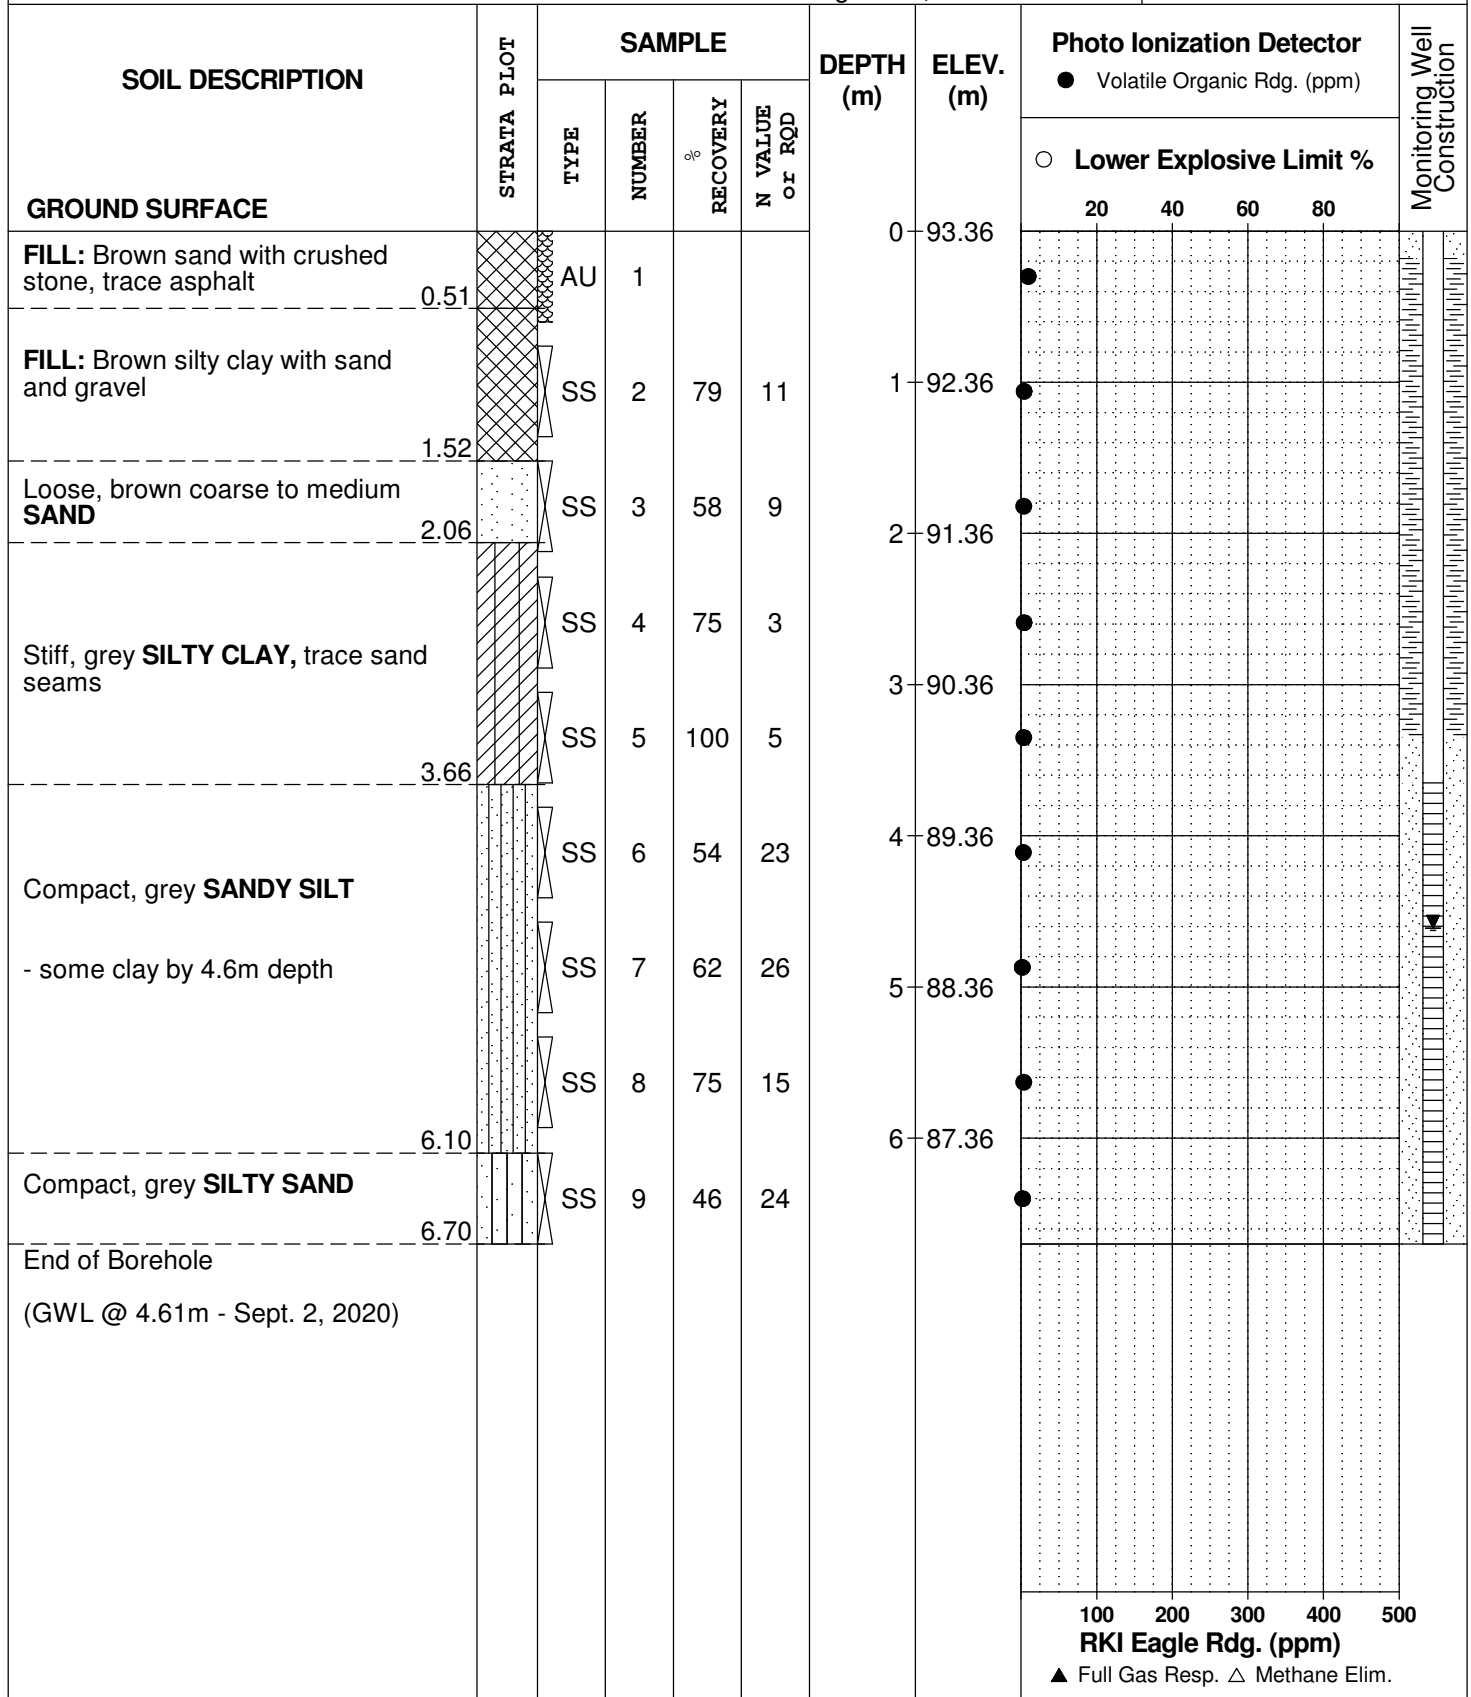 SOIL DESCRIPTION
GROUND SURFACE
STRATA PLOT
SAMPLE
TYPE
NUMBER
%
RECOVERY
N VALUE
or RQD
DEPTH
(m)
ELEV.
(m)
Photo Ionization Detector
● Volatile Organic Rdg. (ppm)
○ Lower Explosive Limit %
20 40 60 80
Monitoring Well
Construction
0 93.36
FILL: Brown sand with crushed
stone, trace asphalt
0.51
AU 1
FILL: Brown silty clay with sand
and gravel
1.52
SS 2 79 11
1 92.36
Loose, brown coarse to medium
SAND
2.06
SS 3 58 9
2 91.36
Stiff, grey SILTY CLAY, trace sand
seams
3.66
SS 4 75 3
3 90.36
SS 5 100 5
Compact, grey SANDY SILT
- some clay by 4.6m depth
6.10
4 89.36
SS 6 54 23
SS 7 62 26
5 88.36
SS 8 75 15
6 87.36
Compact, grey SILTY SAND
6.70
SS 9 46 24
End of Borehole
(GWL @ 4.61m - Sept. 2, 2020)
100 200 300 400 500
RKI Eagle Rdg. (ppm)
▲ Full Gas Resp. △ Methane Elim.